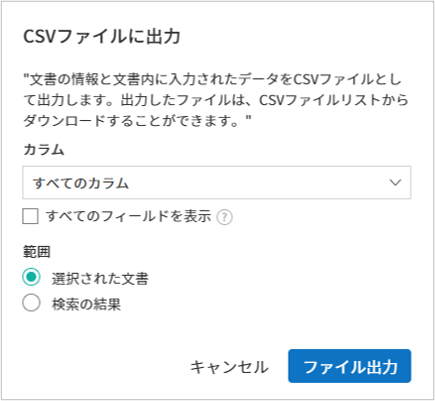 CSVファイルに出力
"文書の情報と文書内に入力されたデータをCSVファイルとし
て出力します。出力したファイルは、CSVファイルリストから
ダウンロードすることができます。"
カラム
すべてのカラム
すべてのフィールドを表示 ?
範囲
選択された文書
検索の結果
キャンセル ファイル出力